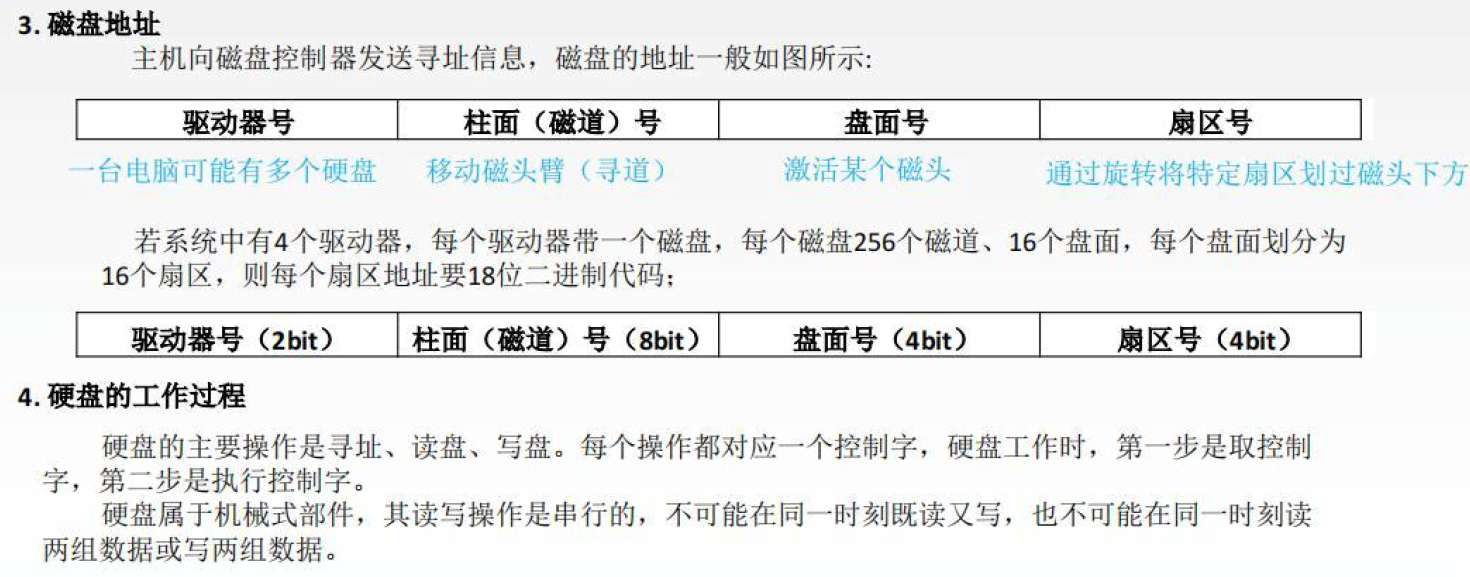 3. 磁盘地址
主机向磁盘控制器发送寻址信息，磁盘的地址一般如图所示:
驱动器号 柱面（磁道）号 盘面号 扇区号
一台电脑可能有多个硬盘 移动磁头臂（寻道） 激活某个磁头 通过旋转将特定扇区划过磁头下方
若系统中有4个驱动器，每个驱动器带一个磁盘，每个磁盘256个磁道、16个盘面，每个盘面划分为
16个扇区，则每个扇区地址要18位二进制代码；
驱动器号（2bit） 柱面（磁道）号（8bit） 盘面号（4bit） 扇区号（4bit）
4. 硬盘的工作过程
硬盘的主要操作是寻址、读盘、写盘。每个操作都对应一个控制字，硬盘工作时，第一步是取控制
字，第二步是执行控制字。
硬盘属于机械式部件，其读写操作是串行的，不可能在同一时刻既读又写，也不可能在同一时刻读
两组数据或写两组数据。